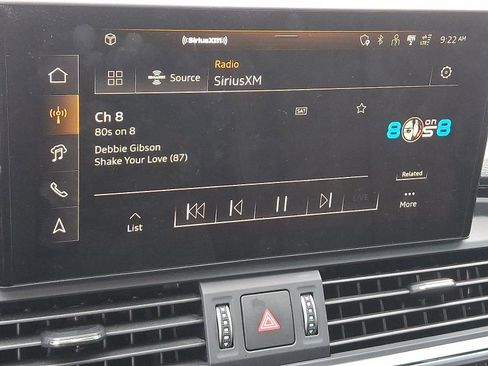 SiriusXM
9:22 AM
Radio
Source
SiriusXM
Ch 8
80s on 8
SAT
80s on 8
Debbie Gibson
Shake Your Love (87)
Related
LIVE
List
More